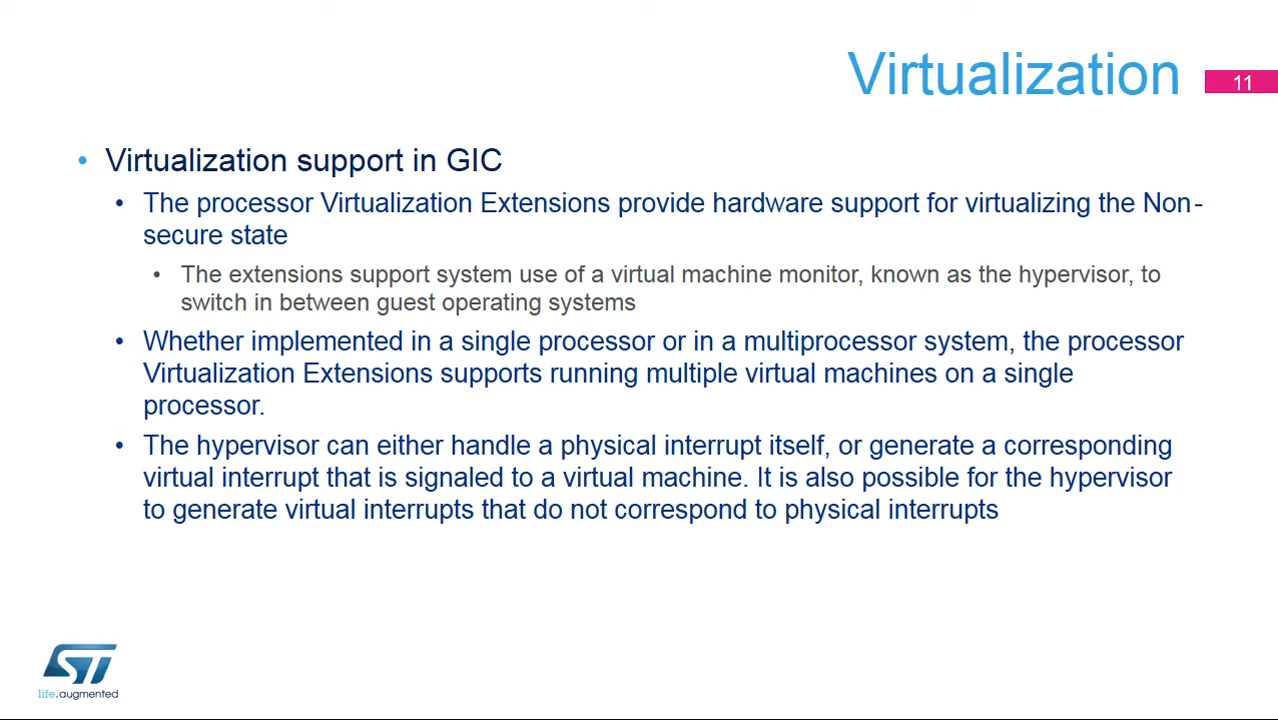 Virtualization
11
• Virtualization support in GIC
• The processor Virtualization Extensions provide hardware support for virtualizing the Non-
secure state
• The extensions support system use of a virtual machine monitor, known as the hypervisor, to
switch in between guest operating systems
• Whether implemented in a single processor or in a multiprocessor system, the processor
Virtualization Extensions supports running multiple virtual machines on a single
processor.
• The hypervisor can either handle a physical interrupt itself, or generate a corresponding
virtual interrupt that is signaled to a virtual machine. It is also possible for the hypervisor
to generate virtual interrupts that do not correspond to physical interrupts
ST
life.augmented